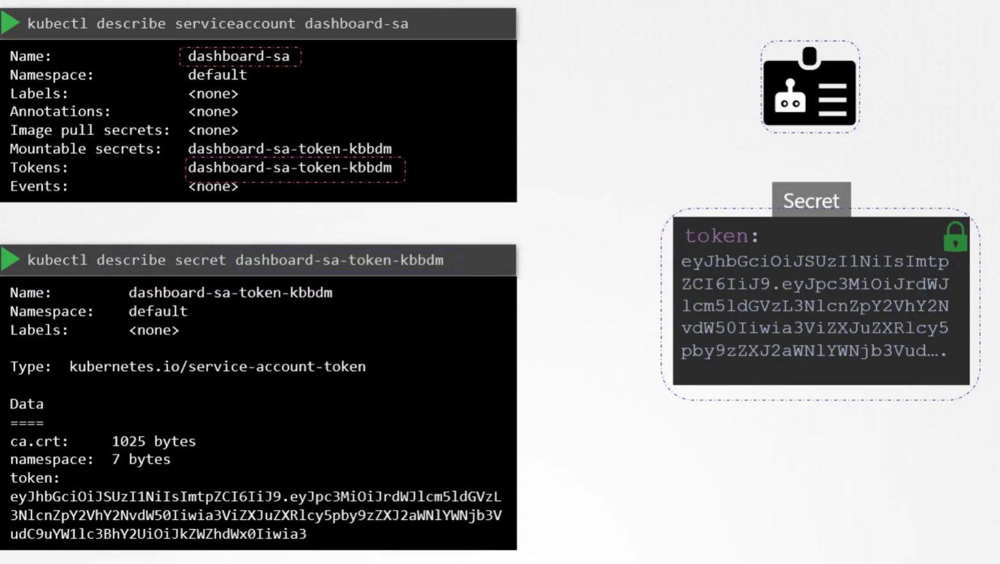 kubectl describe serviceaccount dashboard-sa
Name: dashboard-sa
Namespace: default
Labels: <none>
Annotations: <none>
Image pull secrets: <none>
Mountable secrets: dashboard-sa-token-kbbdm
Tokens: dashboard-sa-token-kbbdm
Events: <none>
kubectl describe secret dashboard-sa-token-kbbdm
Name: dashboard-sa-token-kbbdm
Namespace: default
Labels: <none>
Type: kubernetes.io/service-account-token
Data
====
ca.crt: 1025 bytes
namespace: 7 bytes
token:
eyJhbGciOiJSUzI1NiIsImtpZCI6IiJ9.eyJpc3MiOiJrdWJlcm5ldGVzL
3NlcnZpY2VhY2NvdW50Iiwia3ViZXJuZXRlcy5pby9zZXJ2aWNlYWNjb3V
udC9uYW1lc3BhY2UiOiJkZWZhdWx0Iiwia3
Secret
token:
eyJhbGciOiJSUzI1NiIsImtp
ZCI6IiJ9.eyJpc3MiOiJrdWJ
lcm5ldGVzL3NlcnZpY2VhY2N
vdW50Iiwia3ViZXJuZXRlcy5
pby9zZXJ2aWNlYWNjb3Vud….